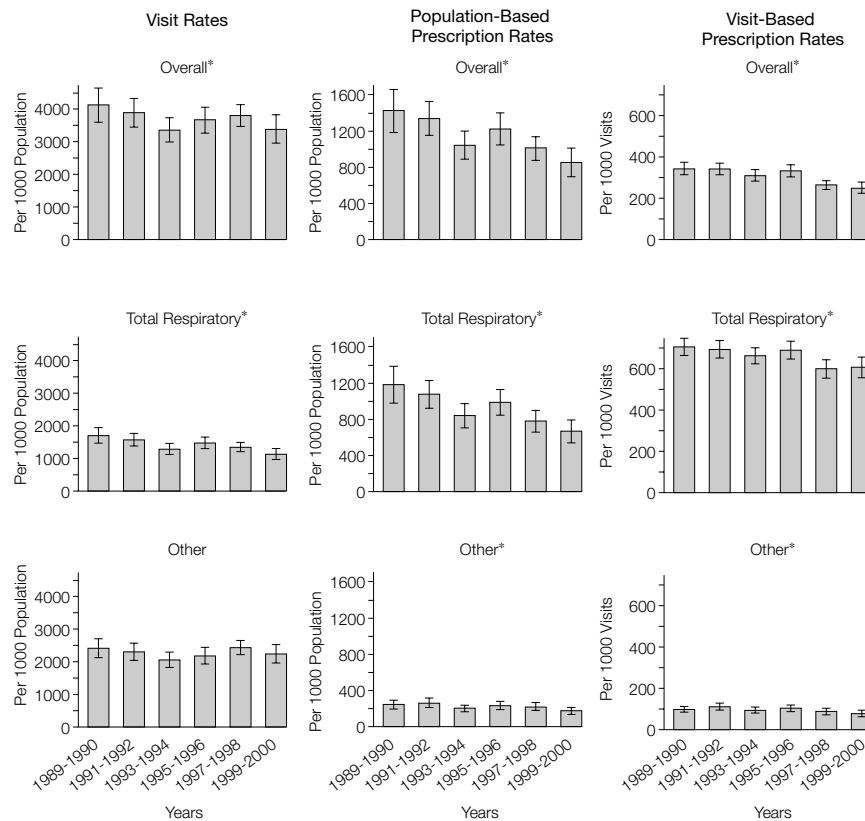 Visit Rates
Overall*
Per 1000 Population
4000
3000
4000
1000
0
Population-Based
Prescription Rates
Overall*
Per 1000 Population
1600
1200
800
400
0
Visit-Based
Prescription Rates
Overall*
Per 1000 Visits
600
300
200
0
Total Respiratory*
Per 1000 Population
4000
3000
2000
1000
0
Total Respiratory*
Per 1000 Population
1600
1200
800
400
0
Total Respiratory*
Per 1000 Visits
600
400
200
0
Other
Per 1000 Population
4000
3000
2000
1000
0
1989-1990
1991-1992
1993-1994
1995-1996
1997-1998
1999-2000
Years
Other*
Per 1000 Population
1600
1200
800
400
0
1989-1990
1991-1992
1993-1994
1995-1996
1997-1998
1999-2000
Years
Other*
Per 1000 Visits
600
400
200
0
1989-1990
1991-1992
1993-1994
1995-1996
1997-1998
1999-2000
Years